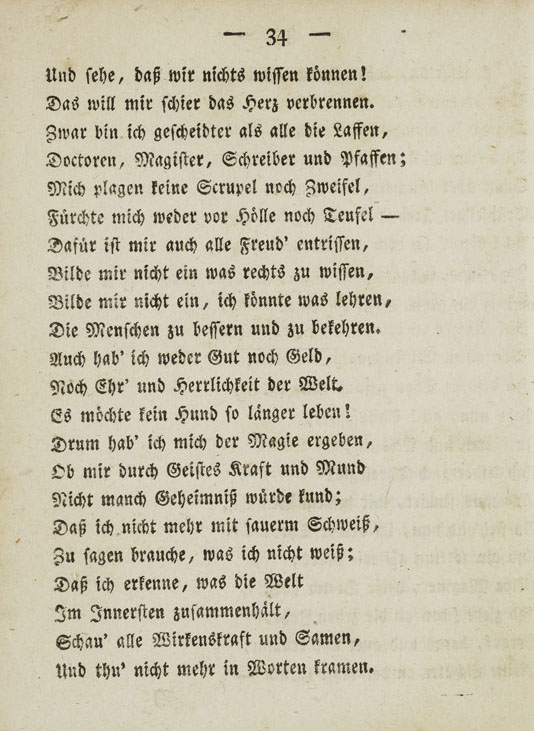 — 34 —
Und sehe, daß wir nichts wissen können!
Das will mir schier das Herz verbrennen.
Zwar bin ich gescheidter als alle die Laffen,
Doctoren, Magister, Schreiber und Pfaffen;
Mich plagen keine Scrupel noch Zweifel,
Fürchte mich weder vor Hölle noch Teufel —
Dafür ist mir auch alle Freud' entrissen,
Bilde mir nicht ein was rechts zu wissen,
Bilde mir nicht ein, ich könnte was lehren,
Die Menschen zu bessern und zu bekehren.
Auch hab' ich weder Gut noch Geld,
Noch Ehr' und Herrlichkeit der Welt.
Es möchte kein Hund so länger leben!
Drum hab' ich mich der Magie ergeben,
Ob mir durch Geistes Kraft und Mund
Nicht manch Geheimniß würde kund;
Daß ich nicht mehr mit sauerm Schweiß,
Zu sagen brauche, was ich nicht weiß;
Daß ich erkenne, was die Welt
Im Innersten zusammenhält,
Schau' alle Wirkenskraft und Samen,
Und thu' nicht mehr in Worten kramen.